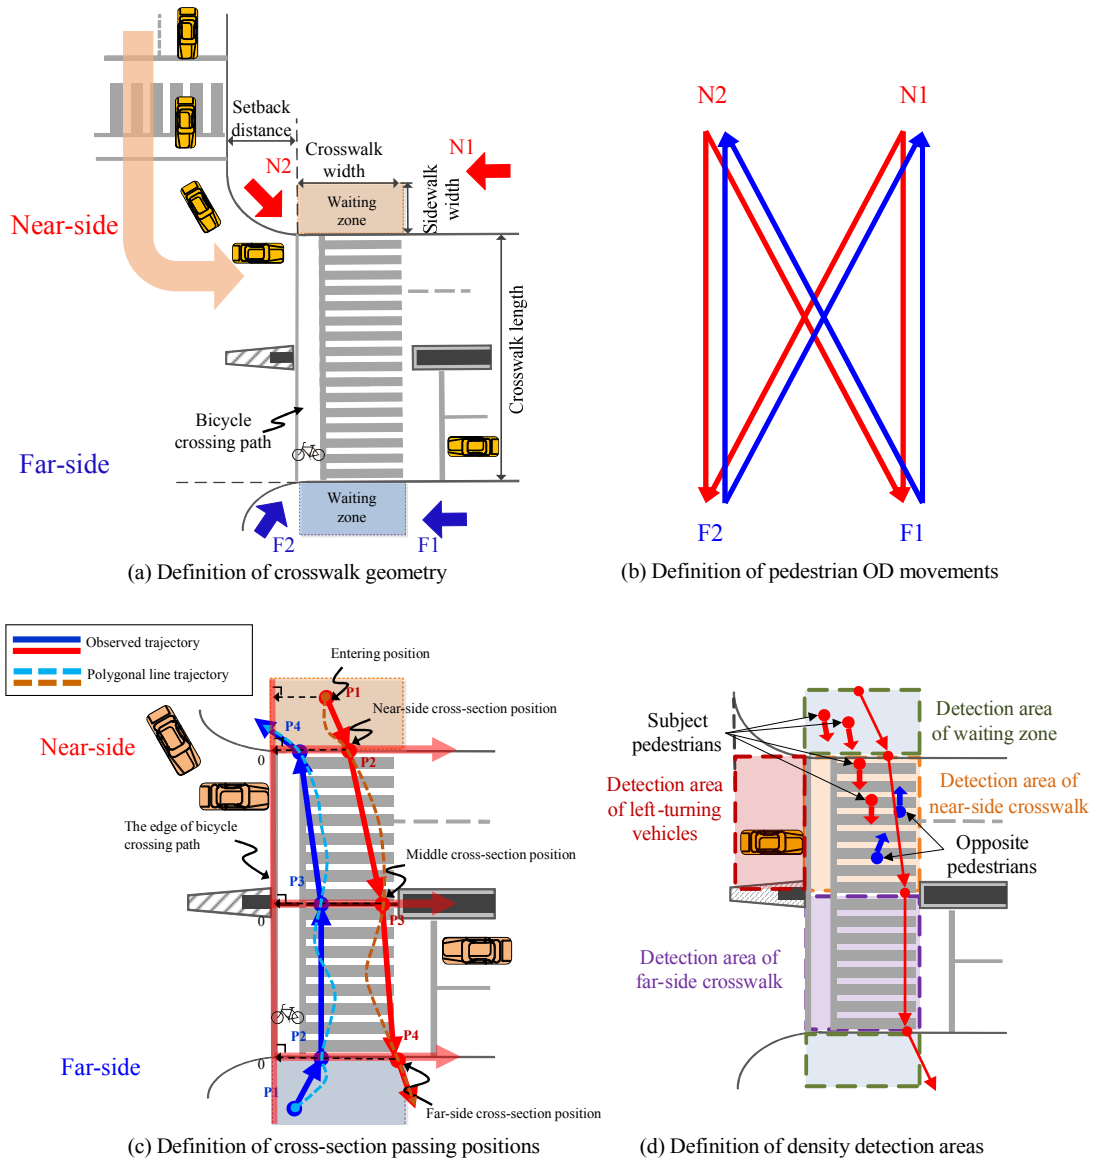 Setback
distance
N2
Crosswalk
width
N1
Sidewalk
width
Waiting
zone
Near-side
Crosswalk length
Bicycle
crossing path
Far-side
Waiting
zone
F2
F1
(a) Definition of crosswalk geometry
N2
N1
F2
F1
(b) Definition of pedestrian OD movements
Observed trajectory
Polygonal line trajectory
Entering position
P1
Near-side cross-section position
P4
Near-side
P2
0
The edge of bicycle
crossing path
Middle cross-section position
P3
P3
0
P2
P4
0
Far-side
P1
Far-side cross-section position
(c) Definition of cross-section passing positions
Subject
pedestrians
Detection area
of waiting zone
Detection area
of left-turning
vehicles
Detection area of
near-side crosswalk
Opposite
pedestrians
Detection area of
far-side crosswalk
(d) Definition of density detection areas